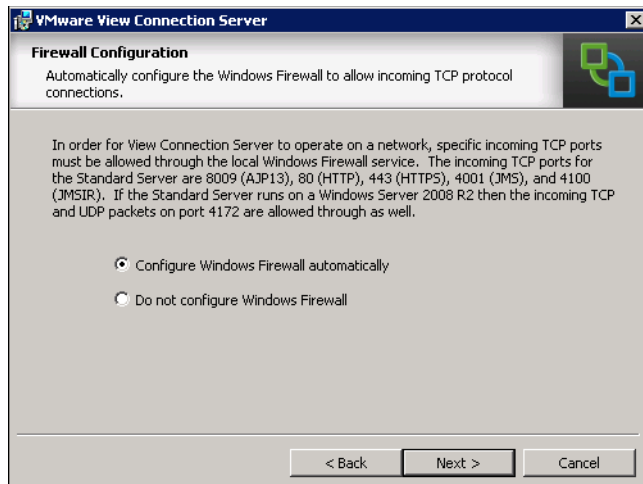 VMware View Connection Server
Firewall Configuration
Automatically configure the Windows Firewall to allow incoming TCP protocol
connections.
In order for View Connection Server to operate on a network, specific incoming TCP ports
must be allowed through the local Windows Firewall service.  The incoming TCP ports for
the Standard Server are 8009 (AJP13), 80 (HTTP), 443 (HTTPS), 4001 (JMS), and 4100
(JMSIR).  If the Standard Server runs on a Windows Server 2008 R2 then the incoming TCP
and UDP packets on port 4172 are allowed through as well.
Configure Windows Firewall automatically
Do not configure Windows Firewall
< Back Next > Cancel